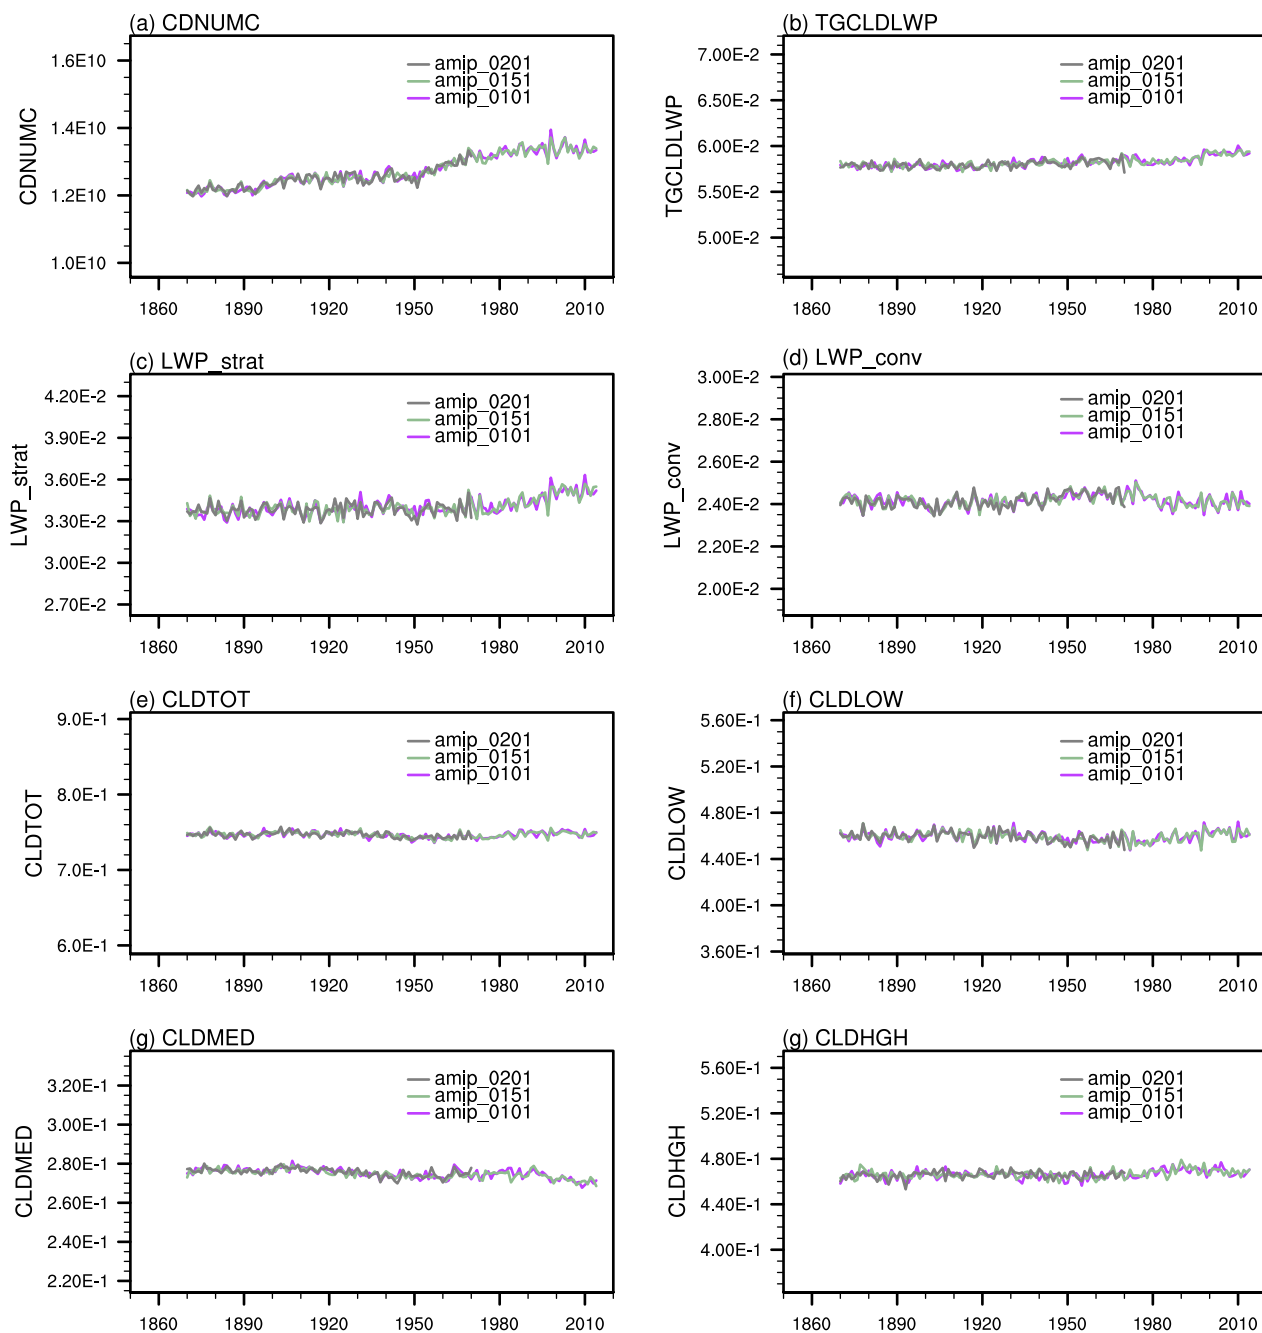 (a) CDNUMC
1.6E10
1.4E10
1.2E10
1.0E10
CDNUMC
amip_0201
amip_0151
amip_0101
1860 1890 1920 1950 1980 2010
(b) TGCLDLWP
7.00E-2
6.50E-2
6.00E-2
5.50E-2
5.00E-2
TGCLDLWP
amip_0201
amip_0151
amip_0101
1860 1890 1920 1950 1980 2010
(c) LWP_strat
4.20E-2
3.90E-2
3.60E-2
3.30E-2
3.00E-2
2.70E-2
LWP_strat
amip_0201
amip_0151
amip_0101
1860 1890 1920 1950 1980 2010
(d) LWP_conv
3.00E-2
2.80E-2
2.60E-2
2.40E-2
2.20E-2
2.00E-2
LWP_conv
amip_0201
amip_0151
amip_0101
1860 1890 1920 1950 1980 2010
(e) CLDTOT
9.0E-1
8.0E-1
7.0E-1
6.0E-1
CLDTOT
amip_0201
amip_0151
amip_0101
1860 1890 1920 1950 1980 2010
(f) CLDLOW
5.60E-1
5.20E-1
4.80E-1
4.40E-1
4.00E-1
3.60E-1
CLDLOW
amip_0201
amip_0151
amip_0101
1860 1890 1920 1950 1980 2010
(g) CLDMED
3.20E-1
3.00E-1
2.80E-1
2.60E-1
2.40E-1
2.20E-1
CLDMED
amip_0201
amip_0151
amip_0101
1860 1890 1920 1950 1980 2010
(g) CLDHGH
5.60E-1
5.20E-1
4.80E-1
4.40E-1
4.00E-1
CLDHGH
amip_0201
amip_0151
amip_0101
1860 1890 1920 1950 1980 2010